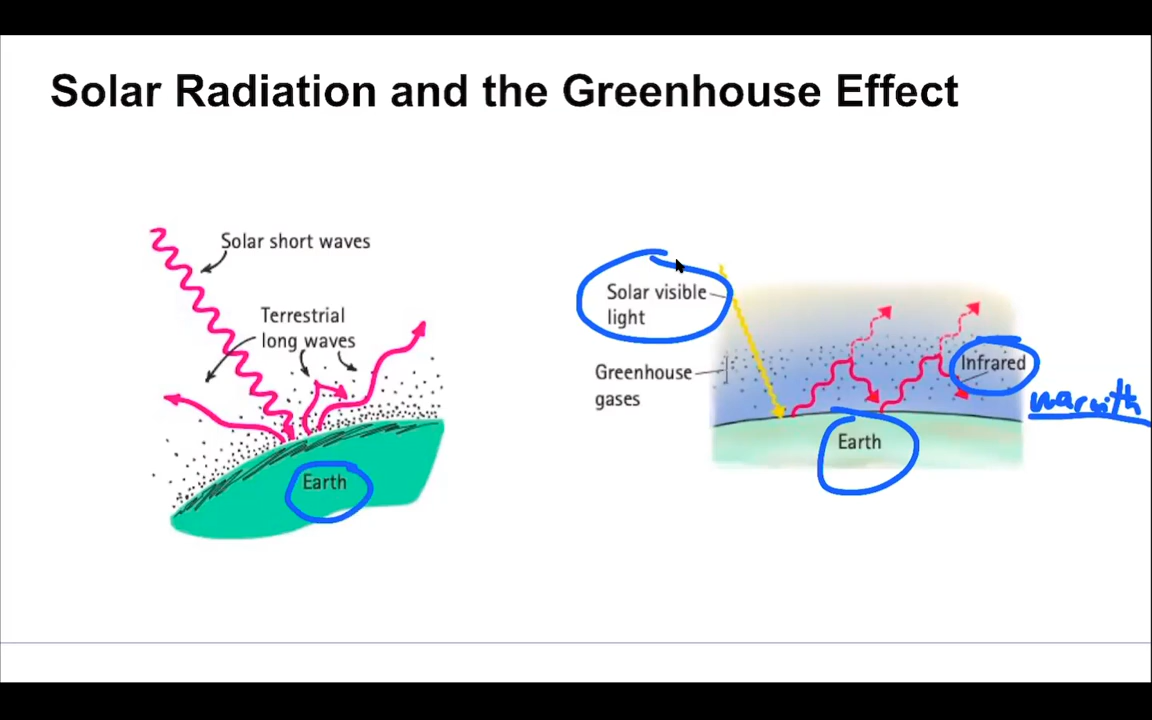 Solar Radiation and the Greenhouse Effect
Solar short waves
Terrestrial
long waves
Earth
Solar visible
light
Greenhouse
gases
Infrared
warmth
Earth